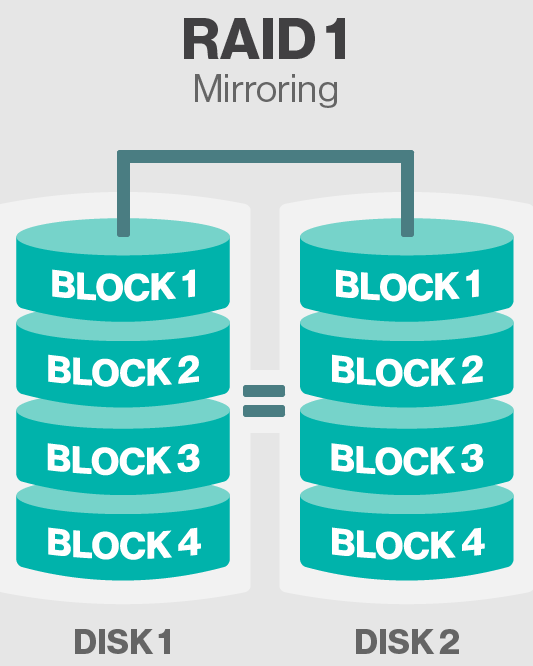 RAID 1
Mirroring
BLOCK 1
BLOCK 2
BLOCK 3
BLOCK 4
DISK 1
=
BLOCK 1
BLOCK 2
BLOCK 3
BLOCK 4
DISK 2